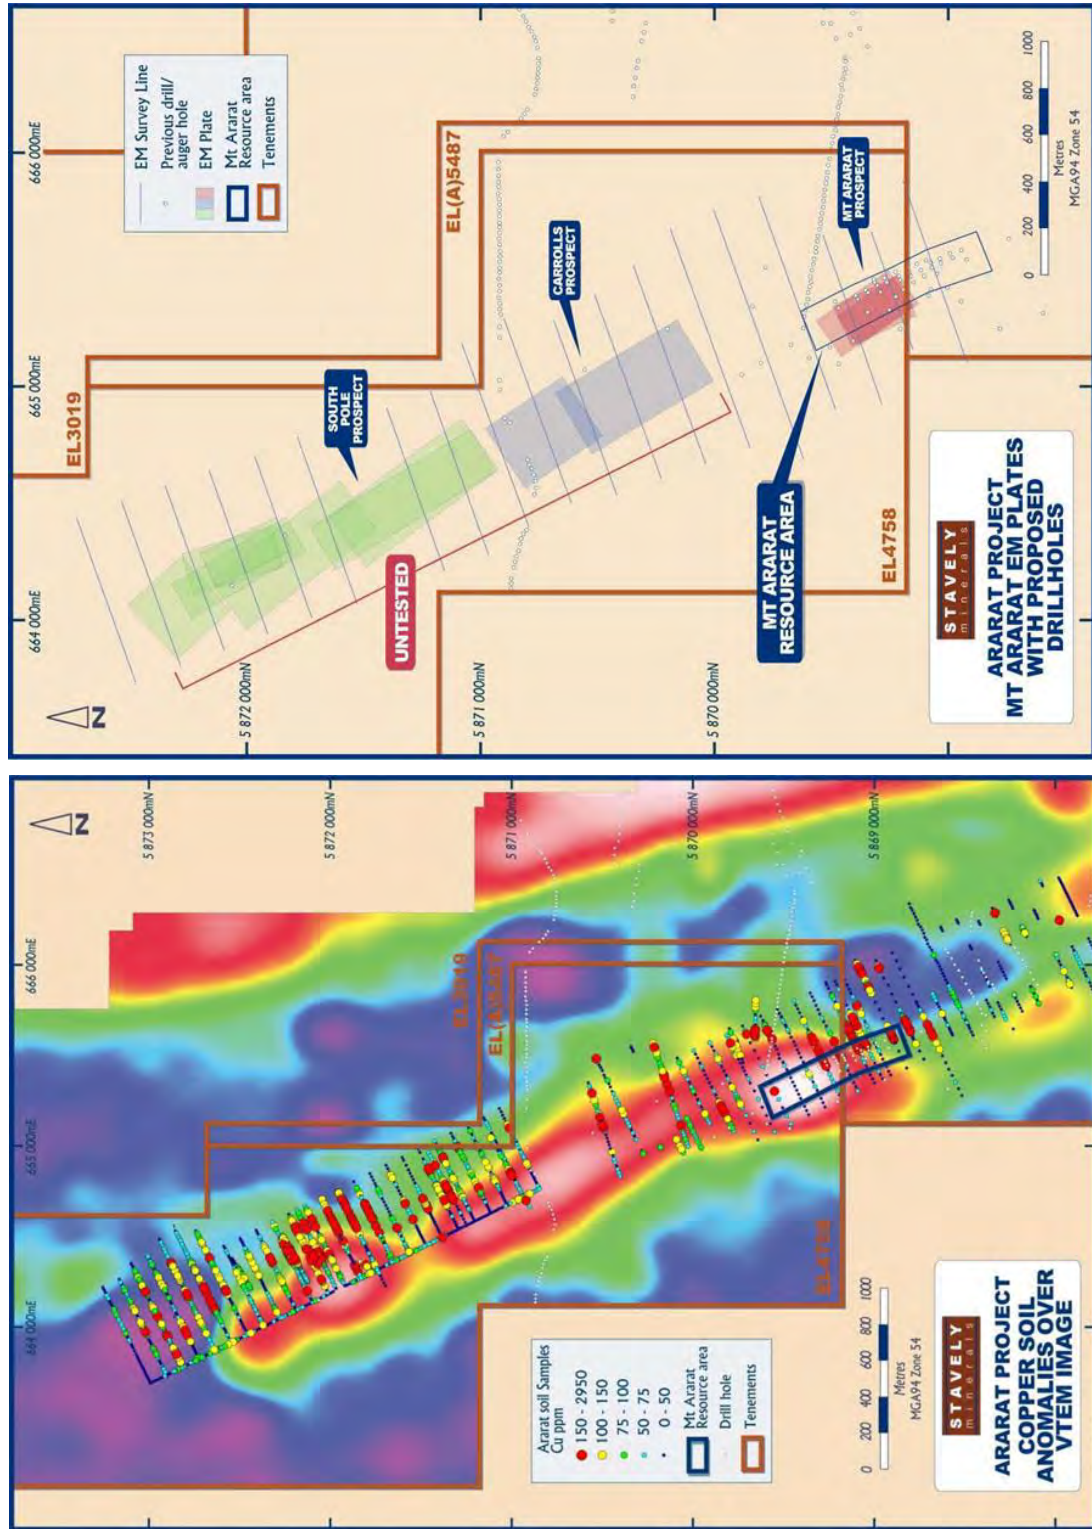 666 000mE
665 000mE
664 000mE
EM Survey Line
Previous drill/
auger hole
EM Plate
Mt Ararat
Resource area
Tenements
EL3019
EL(A)5487
SOUTH
POLE
PROSPECT
CARROLLS
PROSPECT
MT ARARAT
PROSPECT
UNTESTED
MT ARARAT
RESOURCE AREA
EL4758
N
5 872 000mN
5 871 000mN
5 870 000mN
0 200 400 600 800 1000
Metres
MGA94 Zone 54
STAVELY
minerals
ARARAT PROJECT
MT ARARAT EM PLATES
WITH PROPOSED
DRILLHOLES
N
5 873 000mN
5 872 000mN
5 871 000mN
5 870 000mN
5 869 000mN
666 000mE
665 000mE
664 000mE
EL3019
EL(A)5487
EL4758
Ararat soil Samples
Cu ppm
150 - 2950
100 - 150
75 - 100
50 - 75
0 - 50
Mt Ararat
Resource area
Drill hole
Tenements
0 200 400 600 800 1000
Metres
MGA94 Zone 54
STAVELY
minerals
ARARAT PROJECT
COPPER SOIL
ANOMALIES OVER
VTEM IMAGE